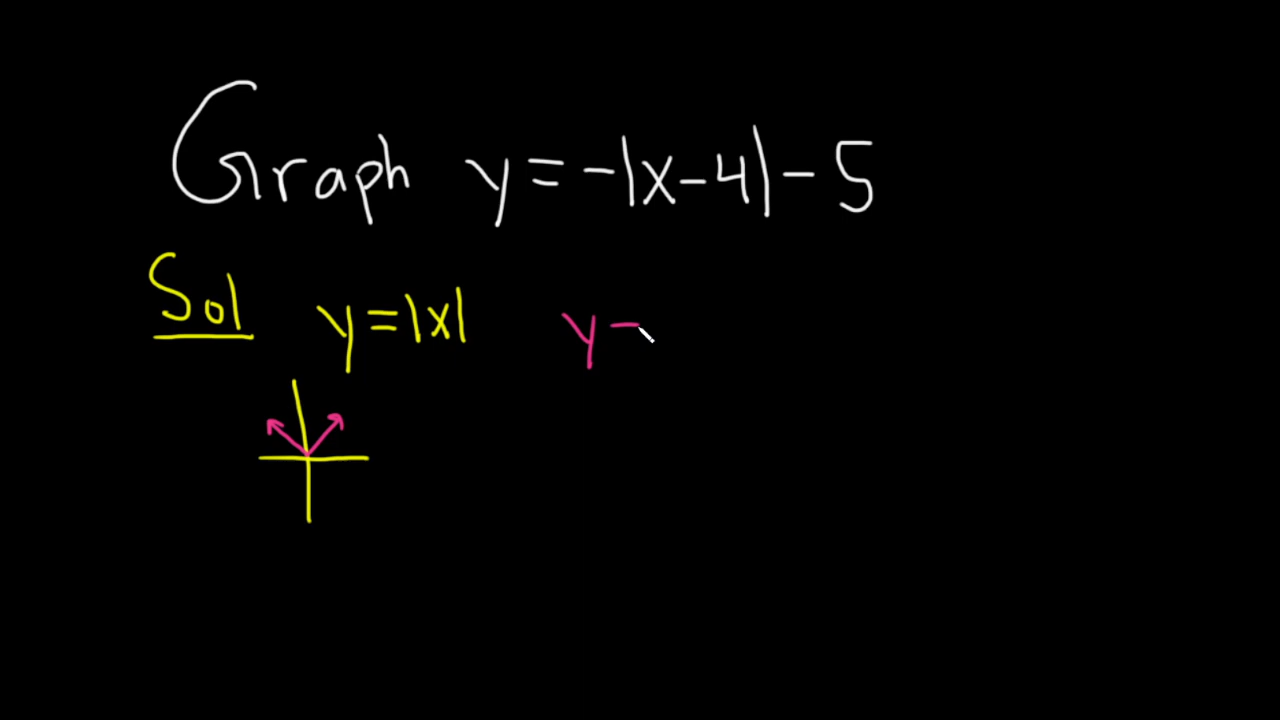 Graph y = -|x-4| - 5
Sol y = |x| y -